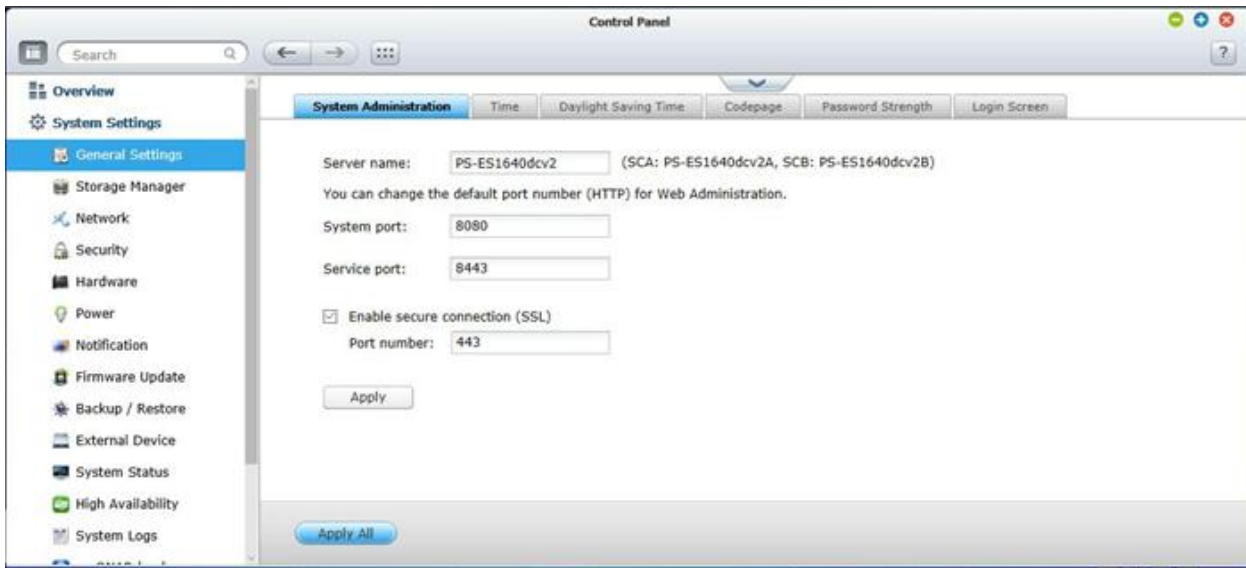 Control Panel
Search
?
Overview
System Settings
General Settings
Storage Manager
Network
Security
Hardware
Power
Notification
Firmware Update
Backup / Restore
External Device
System Status
High Availability
System Logs
System Administration Time Daylight Saving Time Codepage Password Strength Login Screen
Server name: PS-ES1640dcv2 (SCA: PS-ES1640dcv2A, SCB: PS-ES1640dcv2B)
You can change the default port number (HTTP) for Web Administration.
System port: 8080
Service port: 8443
Enable secure connection (SSL)
Port number: 443
Apply
Apply All